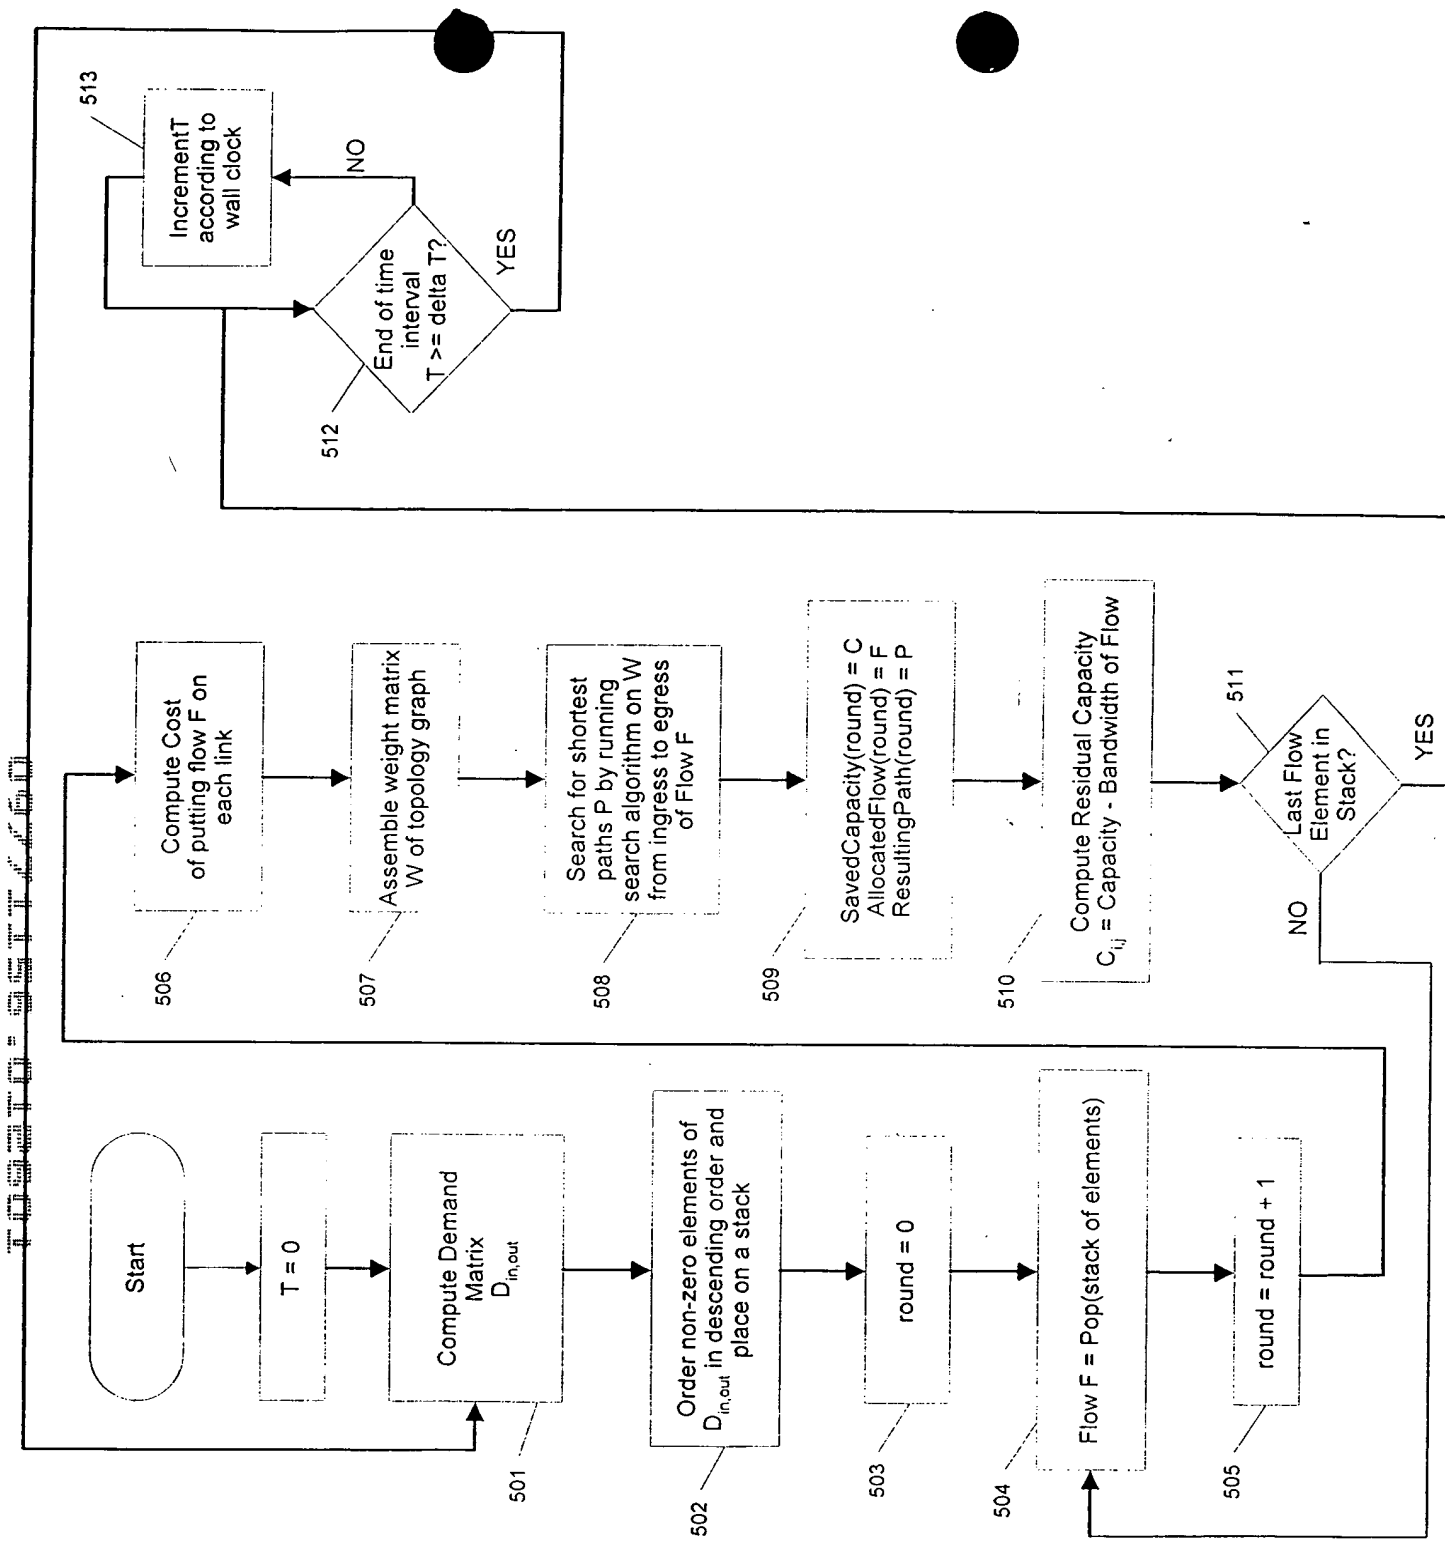 Start
T = 0
Compute Demand
Matrix
D in,out
501
Order non-zero elements of
D in,out in descending order and
place on a stack
502
round = 0
503
Flow F = Pop(stack of elements)
504
round = round + 1
505
Compute Cost
of putting flow F on
each link
506
Assemble weight matrix
W of topology graph
507
Search for shortest
paths P by running
search algorithm on W
from ingress to egress
of Flow F
508
SavedCapacity(round) = C
AllocatedFlow(round) = F
ResultingPath(round) = P
509
Compute Residual Capacity
C i,j = Capacity - Bandwidth of Flow
510
Last Flow
Element in
Stack?
511
NO
YES
End of time
interval
T >= delta T?
512
NO
YES
IncrementT
according to
wall clock
513